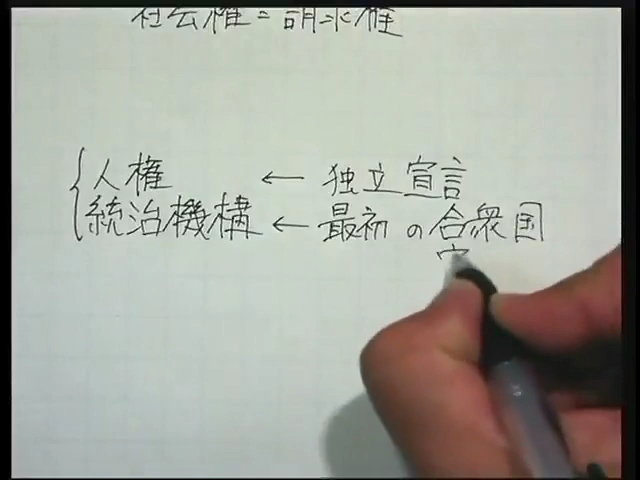 社会権=請求権
人権 ← 独立宣言
統治機構 ← 最初の合衆国